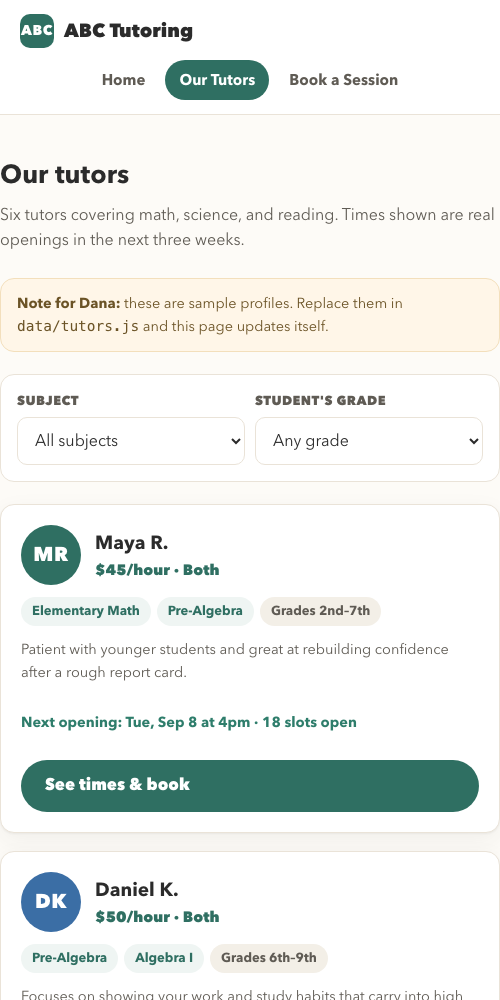 ABC
ABC Tutoring
Home
Our Tutors
Book a Session
Our tutors
Six tutors covering math, science, and reading. Times shown are real
openings in the next three weeks.
Note for Dana: these are sample profiles. Replace them in
data/tutors.js and this page updates itself.
SUBJECT
STUDENT'S GRADE
All subjects
Any grade
MR
Maya R.
$45/hour · Both
Elementary Math
Pre-Algebra
Grades 2nd–7th
Patient with younger students and great at rebuilding confidence
after a rough report card.
Next opening: Tue, Sep 8 at 4pm · 18 slots open
See times & book
DK
Daniel K.
$50/hour · Both
Pre-Algebra
Algebra I
Grades 6th–9th
Focuses on showing your work and study habits that carry into high